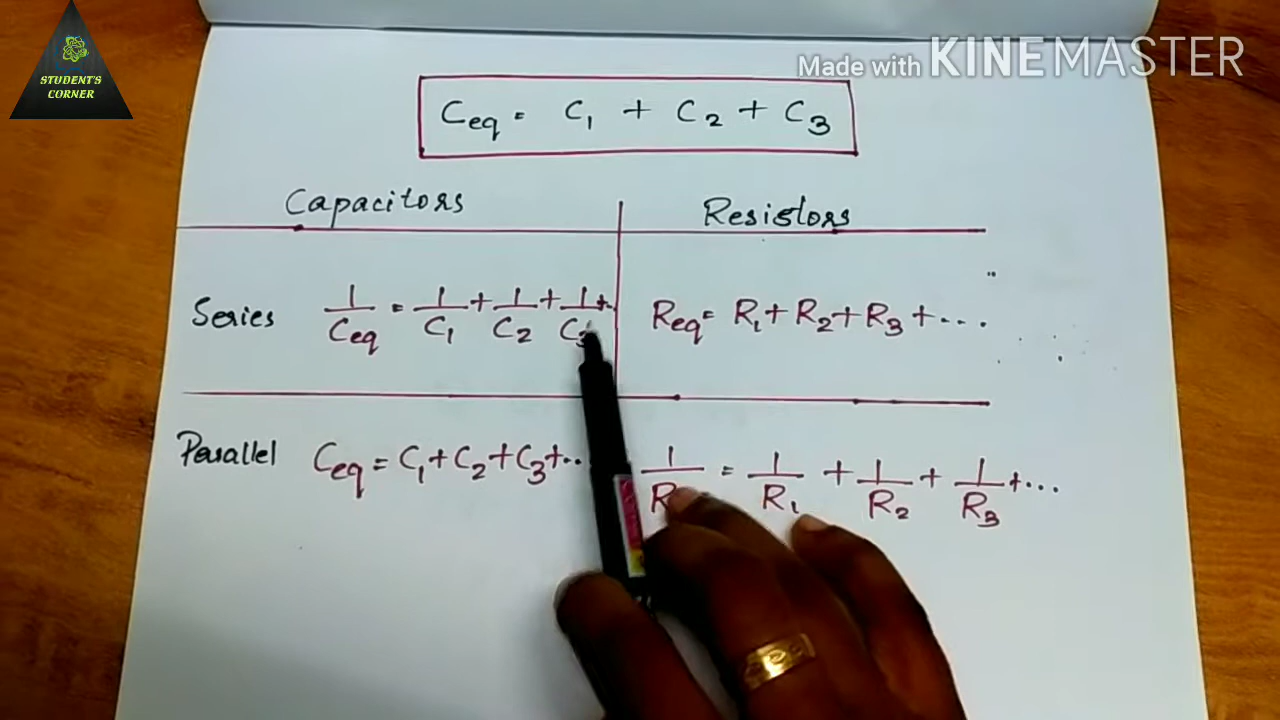 STUDENT'S
CORNER
Made with KINEMASTER
Ceq = C1 + C2 + C3
Capacitors Resistors
Series 1/Ceq = 1/C1 + 1/C2 + 1/C3 +.. Req = R1 + R2 + R3 + ...
Parallel Ceq = C1 + C2 + C3 + .. 1/R = 1/R1 + 1/R2 + 1/R3 + ...